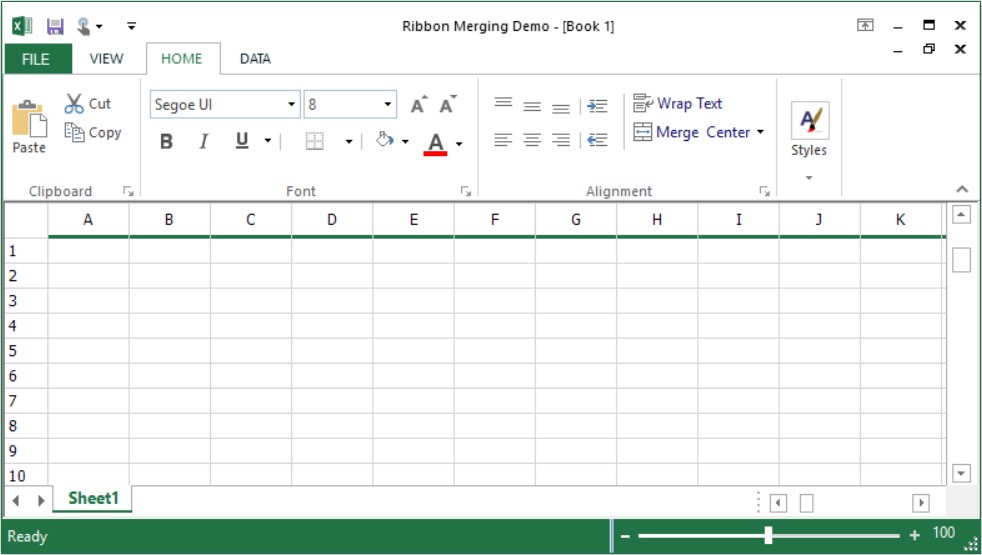 Ribbon Merging Demo - [Book 1]
FILE VIEW HOME DATA
Cut
Segoe UI 8
Wrap Text
Copy
Merge Center
Paste
B I U A
Styles
Clipboard Font Alignment
A B C D E F G H I J K
1
2
3
4
5
6
7
8
9
10
Sheet1
Ready 100